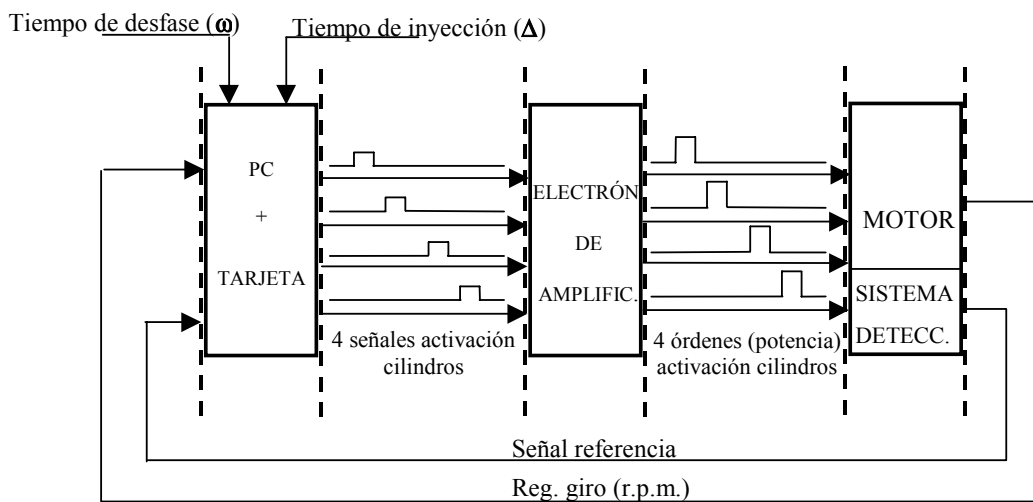 Tiempo de desfase (ω)
Tiempo de inyección (Δ)
PC
+
TARJETA
4 señales activación
cilindros
ELECTRÓN
DE
AMPLIFIC.
4 órdenes (potencia)
activación cilindros
MOTOR
SISTEMA
DETECC.
Señal referencia
Reg. giro (r.p.m.)